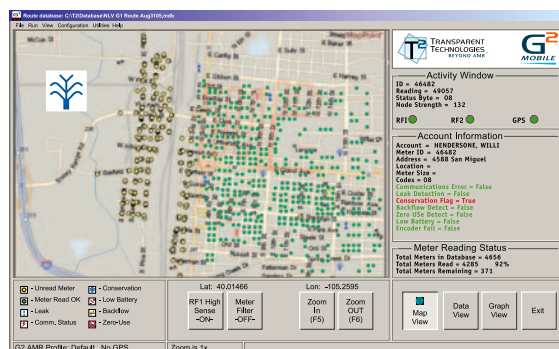 Route database: C:\T2\Database\NLV G1 Route Aug3105.mdb
File Run View Configuration Utilities Help
T2 TRANSPARENT
TECHNOLOGIES
BEYOND AMR
G2
MOBILE
Activity Window
ID = 46482
Reading = 49057
Status Byte = 08
Node Strength = 132
RFI RF2 GPS
Account Information
Account = HENDERSONE, WILLI
Meter ID = 46482
Address = 4588 San Miguel
Location =
Meter Size =
Codes = 08
Communications Error = False
Leak Detection = False
Conservation Flag = True
Backflow Detect = False
Zero USe Detect = False
Low Battery = False
Encoder Fail = False
Meter Reading Status
Total Meters in Database = 4656
Total Meters Read = 4285 92%
Total Meters Remaining = 371
- Unread Meter - Conservation
- Meter Read OK - Low Battery
- Leak - Backflow
- Comm. Status - Zero-Use
Lat: 40.01466 Lon: -105.2595
RF1 High
Sense
-ON-
Meter
Filter
-OFF-
Zoom
In
(F5)
Zoom
OUT
(F6)
Map
View
Data
View
Graph
View
Exit
G2 AMR Profile: Default No GPS Zoom is 1x